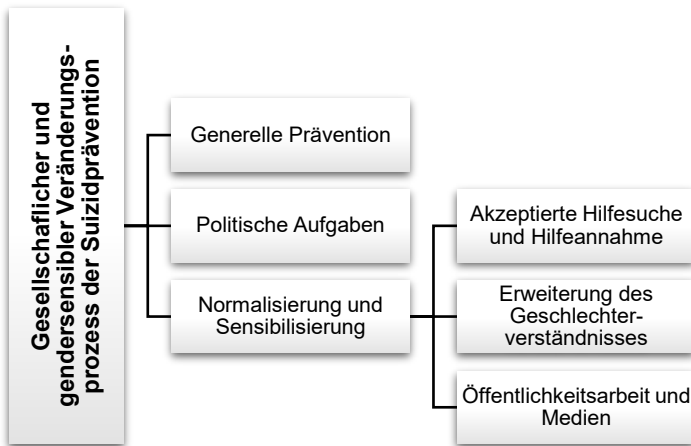 Gesellschaflicher und
gendersensibler Veränderungs-
prozess der Suizidprävention
Generelle Prävention
Politische Aufgaben
Normalisierung und
Sensibilisierung
Akzeptierte Hilfesuche
und Hilfeannahme
Erweiterung des
Geschlechter-
verständnisses
Öffentlichkeitsarbeit und
Medien